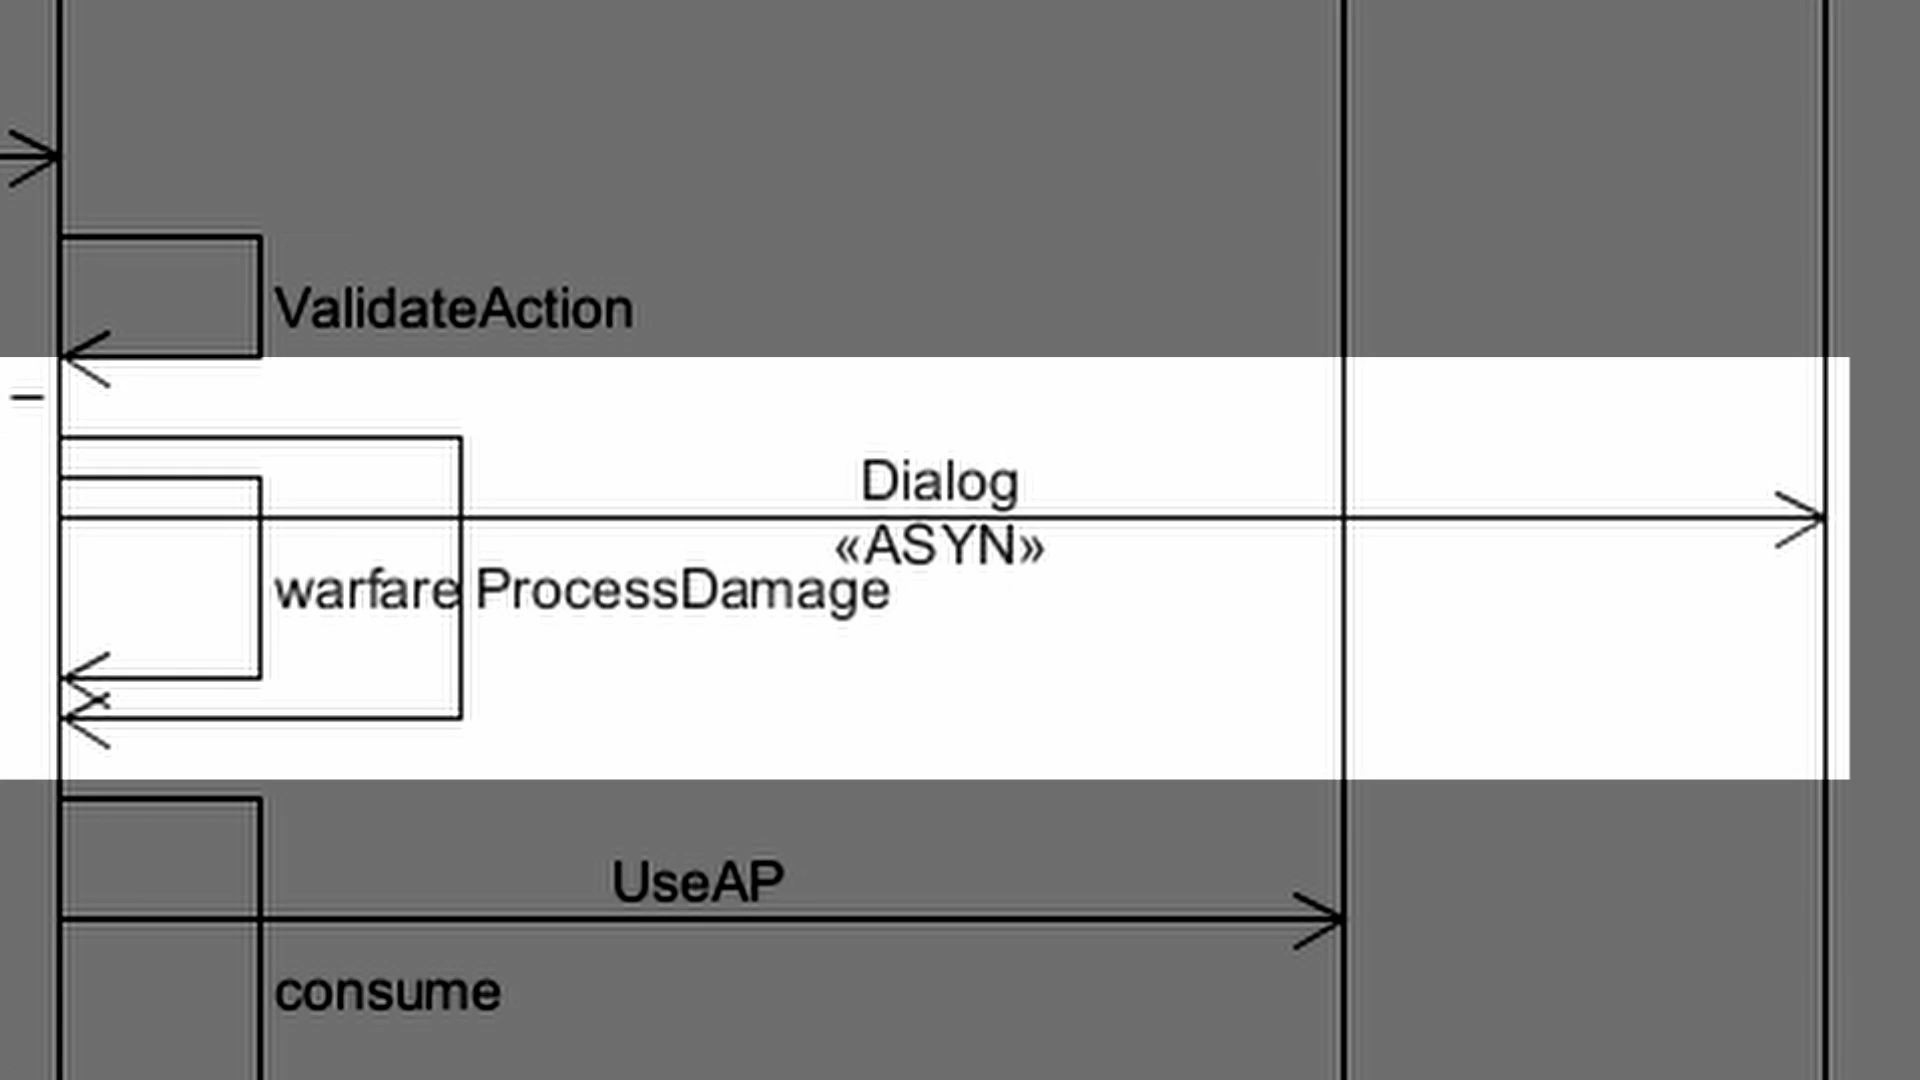 ValidateAction
Dialog
«ASYN»
warfare ProcessDamage
UseAP
consume